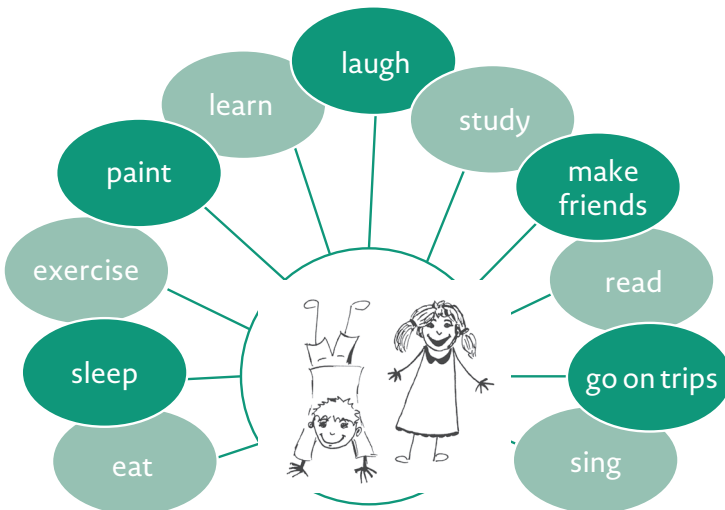 laugh
learn
study
paint
make
friends
exercise
read
sleep
go on trips
eat
sing